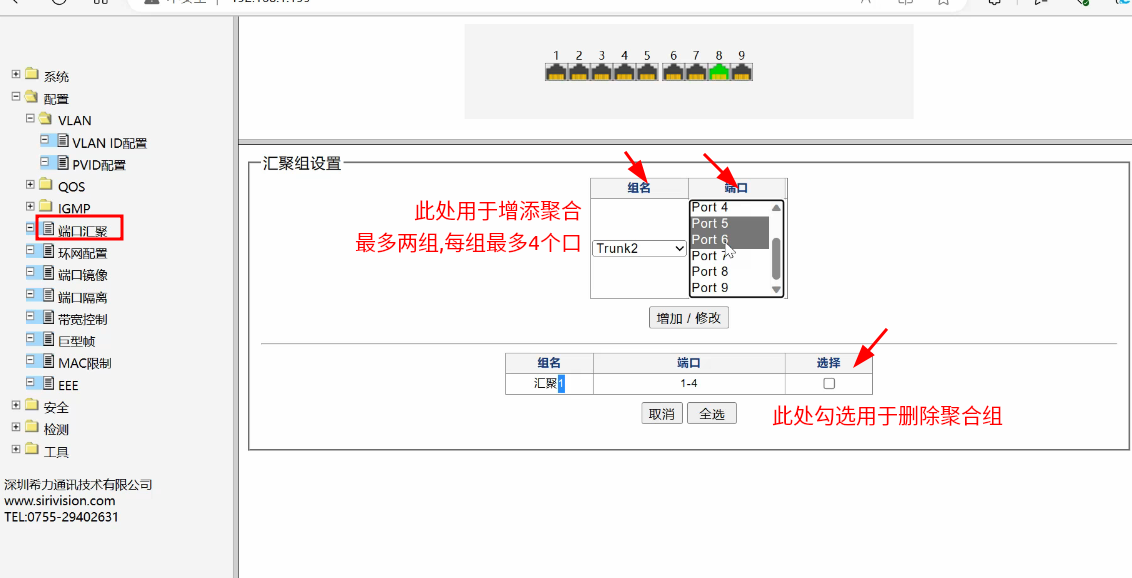 1 2 3 4 5 6 7 8 9
系统
配置
VLAN
VLAN ID配置
PVID配置
QOS
IGMP
端口汇聚
环网配置
端口镜像
端口隔离
带宽控制
巨型帧
MAC限制
EEE
安全
检测
工具
深圳希力通讯技术有限公司
www.sirivision.com
TEL:0755-29402631
汇聚组设置
组名 端口
此处用于增添聚合
最多两组,每组最多4个口
Trunk2
Port 4
Port 5
Port 6
Port 7
Port 8
Port 9
增加 / 修改
组名 端口 选择
汇聚1 1-4
取消 全选
此处勾选用于删除聚合组